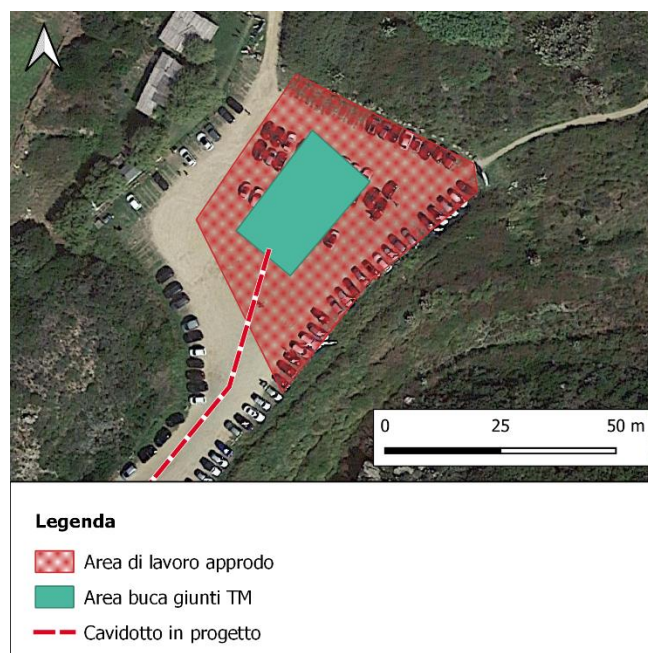 0 25 50 m
Legenda
Area di lavoro approdo
Area buca giunti TM
Cavidotto in progetto